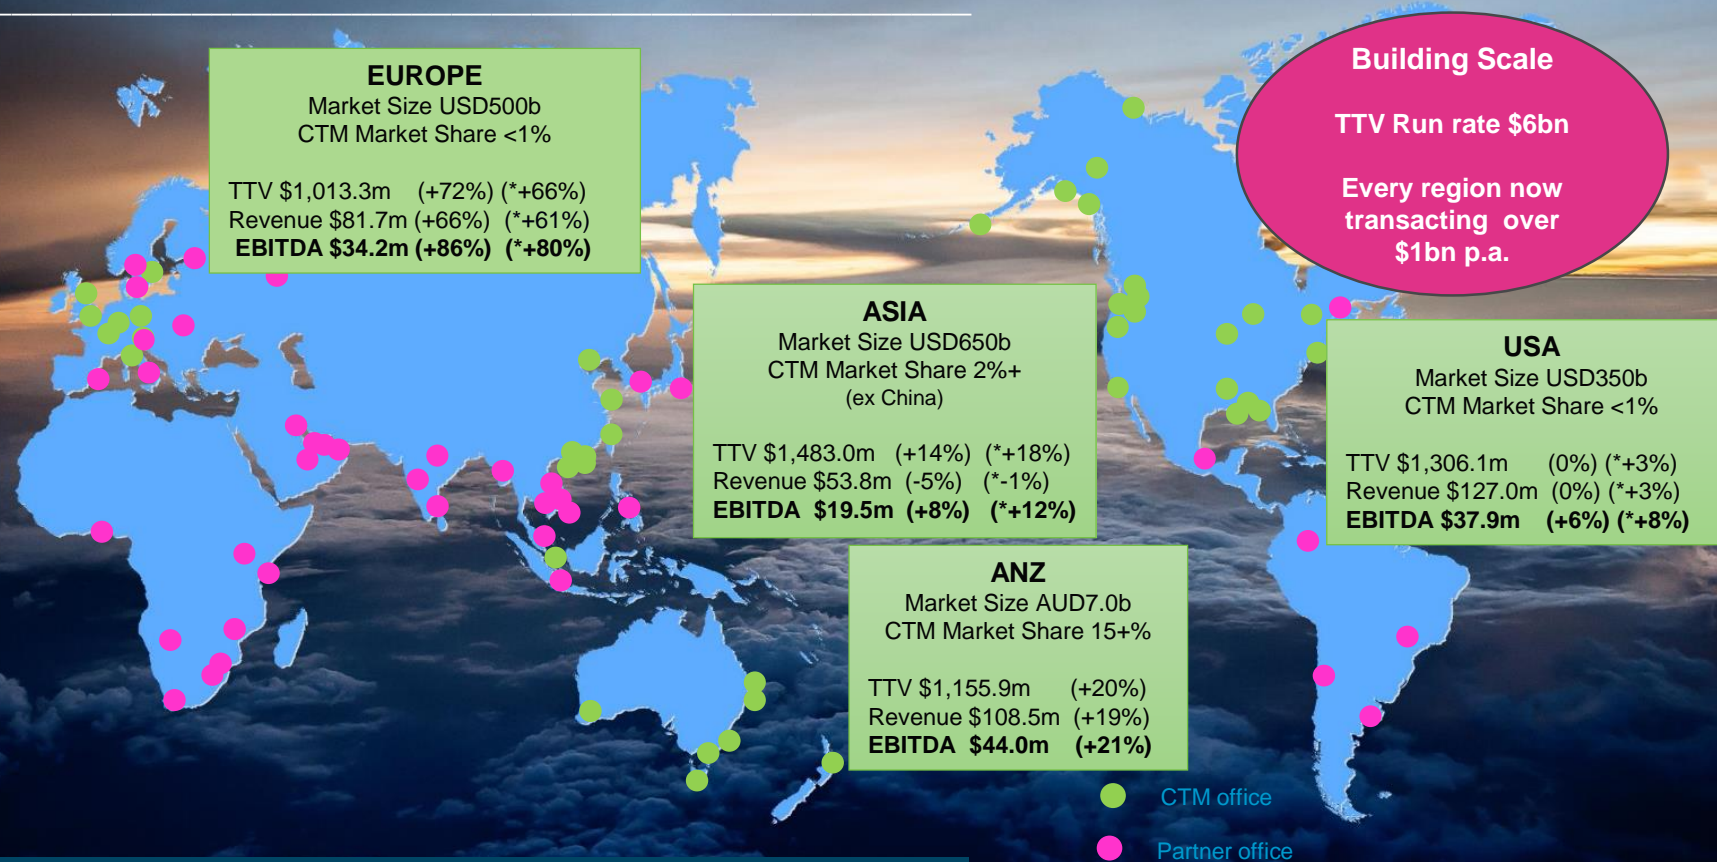 EUROPE
Market Size USD500b
CTM Market Share <1%
TTV $1,013.3m (+72%) (*+66%)
Revenue $81.7m (+66%) (*+61%)
EBITDA $34.2m (+86%) (*+80%)
Building Scale
TTV Run rate $6bn
Every region now
transacting over
$1bn p.a.
ASIA
Market Size USD650b
CTM Market Share 2%+
(ex China)
TTV $1,483.0m (+14%) (*+18%)
Revenue $53.8m (-5%) (*-1%)
EBITDA $19.5m (+8%) (*+12%)
USA
Market Size USD350b
CTM Market Share <1%
TTV $1,306.1m (0%) (*+3%)
Revenue $127.0m (0%) (*+3%)
EBITDA $37.9m (+6%) (*+8%)
ANZ
Market Size AUD7.0b
CTM Market Share 15+%
TTV $1,155.9m (+20%)
Revenue $108.5m (+19%)
EBITDA $44.0m (+21%)
CTM office
Partner office